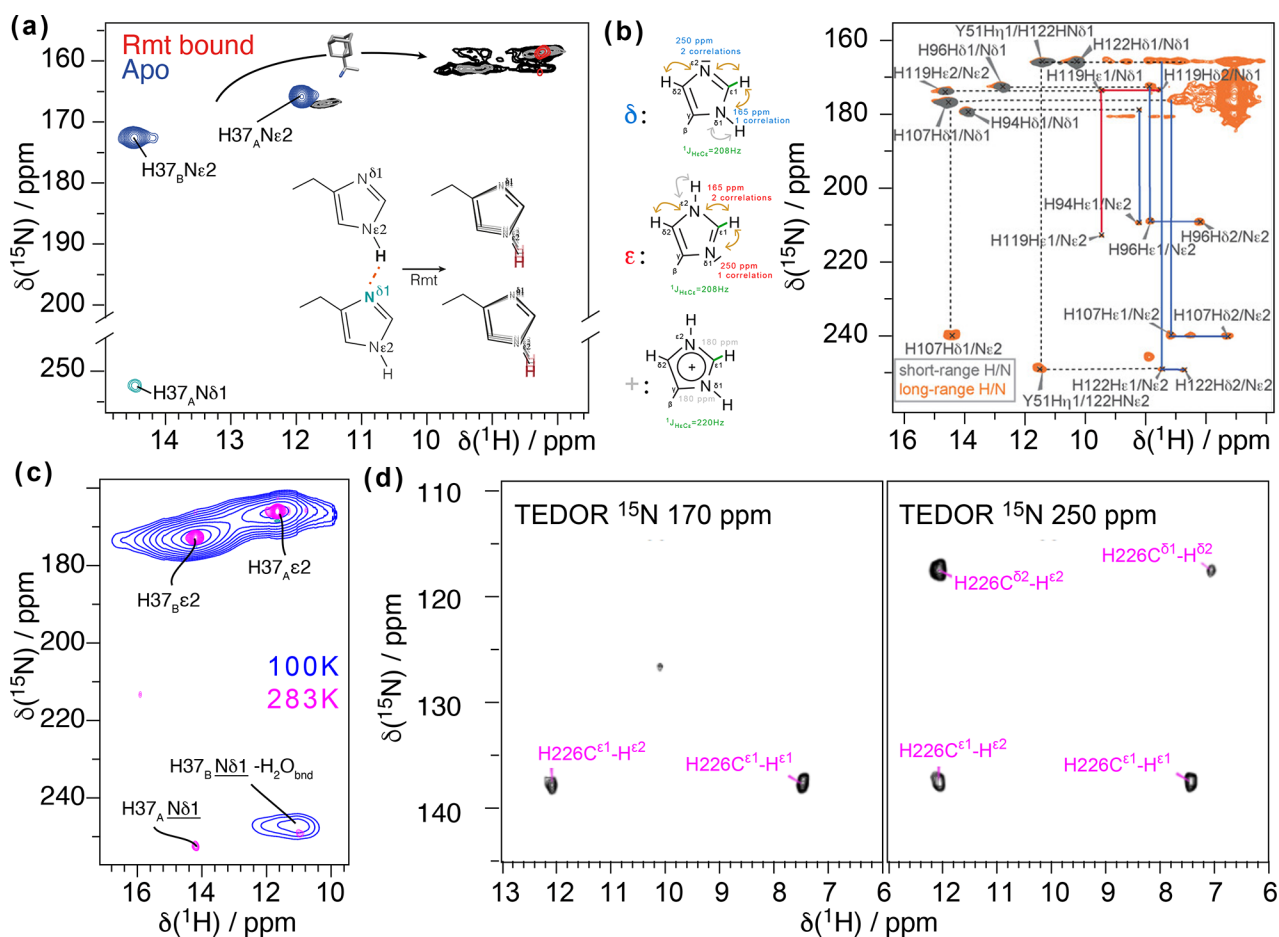 (a)
Rmt bound
Apo
H37ANε2
H37BNε2
H37ANδ1
Nδ1
Nε2
H
Nδ1
Nε2
H
Rmt
160
170
180
190
200
250
δ(15N) / ppm
14
13
12
11
10
δ(1H) / ppm
8
(b)
δ:
250 ppm
2 correlations
165 ppm
1 correlation
1JHεCε=208Hz
ε:
165 ppm
2 correlations
250 ppm
1 correlation
1JHεCε=208Hz
+:
180 ppm
180 ppm
1JHεCε=220Hz
160
180
200
220
240
260
δ(15N) / ppm
Y51Hη1/H122HNδ1
H96Hδ1/Nδ1
H122Hδ1/Nδ1
H119Hε2/Nε2
H119Hε1/Nδ1
H119Hδ2/Nδ1
H107Hδ1/Nδ1
H94Hδ1/Nδ1
H94Hε1/Nε2
H119Hε1/Nε2
H96Hε1/Nε2
H96Hδ2/Nε2
H107Hε1/Nε2
H107Hδ2/Nε2
H107Hδ1/Nε2
short-range H/N
long-range H/N
H122Hε1/Nε2
H122Hδ2/Nε2
Y51Hη1/122HNε2
16
14
12
10
δ(1H) / ppm
8
(c)
180
200
220
240
δ(15N) / ppm
H37Aε2
H37Bε2
100K
283K
H37B Nδ1 -H2Obnd
H37A Nδ1
16
14
12
10
δ(1H) / ppm
(d)
110
120
130
140
δ(15N) / ppm
TEDOR 15N 170 ppm
H226Cε1-Hε2
H226Cε1-Hε1
TEDOR 15N 250 ppm
H226Cδ1-Hδ2
H226Cδ2-Hε2
H226Cε1-Hε2
H226Cε1-Hε1
13
12
11
10
9
8
7
6
12
11
10
9
8
7
6
δ(1H) / ppm